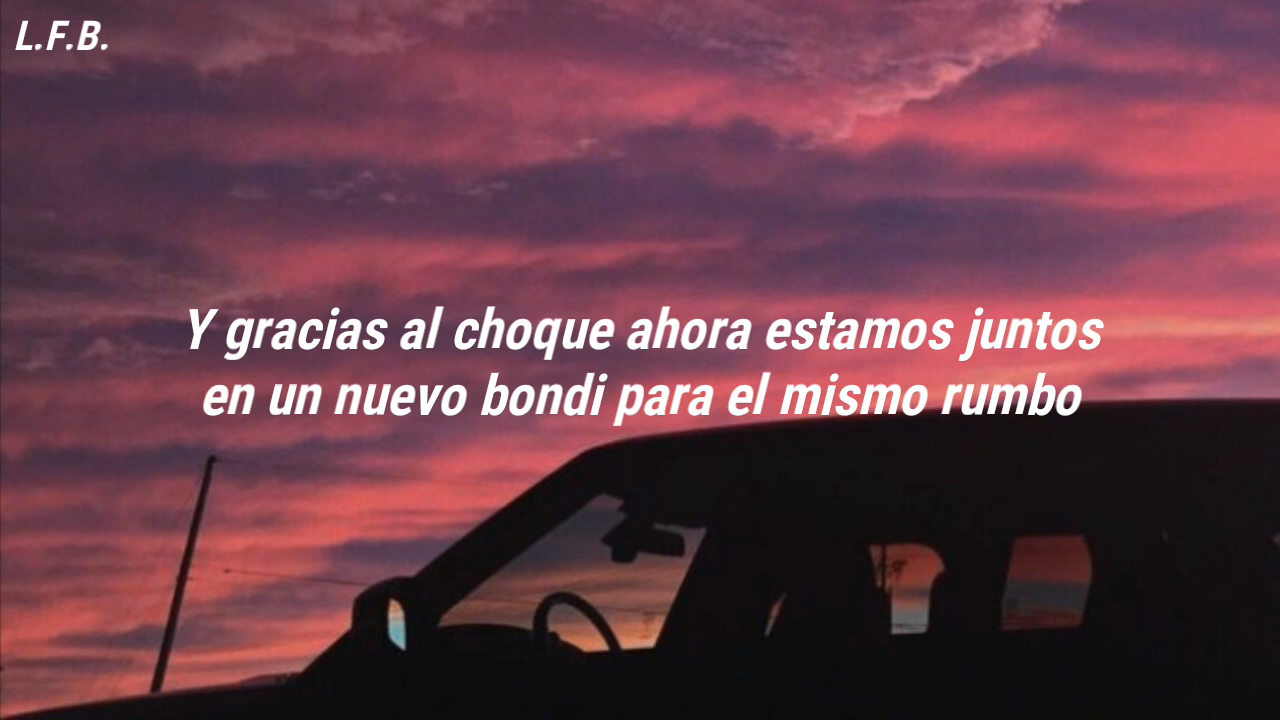 L.F.B.
Y gracias al choque ahora estamos juntos
en un nuevo bondi para el mismo rumbo